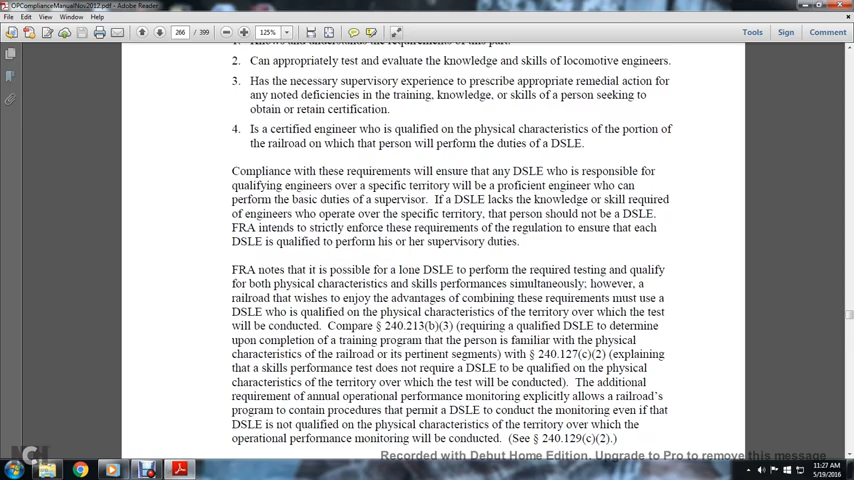 OPComplianceManualNov2012.pdf - Adobe Reader
File Edit View Window Help
266 / 399 125% Tools Sign Comment
1. Knows and understands the requirements of this part.
2. Can appropriately test and evaluate the knowledge and skills of locomotive engineers.
3. Has the necessary supervisory experience to prescribe appropriate remedial action for
any noted deficiencies in the training, knowledge, or skills of a person seeking to
obtain or retain certification.
4. Is a certified engineer who is qualified on the physical characteristics of the portion of
the railroad on which that person will perform the duties of a DSLE.
Compliance with these requirements will ensure that any DSLE who is responsible for
qualifying engineers over a specific territory will be a proficient engineer who can
perform the basic duties of a supervisor. If a DSLE lacks the knowledge or skill required
of engineers who operate over the specific territory, that person should not be a DSLE.
FRA intends to strictly enforce these requirements of the regulation to ensure that each
DSLE is qualified to perform his or her supervisory duties.
FRA notes that it is possible for a lone DSLE to perform the required testing and qualify
for both physical characteristics and skills performances simultaneously; however, a
railroad that wishes to enjoy the advantages of combining these requirements must use a
DSLE who is qualified on the physical characteristics of the territory over which the test
will be conducted. Compare § 240.213(b)(3) (requiring a qualified DSLE to determine
upon completion of a training program that the person is familiar with the physical
characteristics of the railroad or its pertinent segments) with § 240.127(c)(2) (explaining
that a skills performance test does not require a DSLE to be qualified on the physical
characteristics of the territory over which the test will be conducted). The additional
requirement of annual operational performance monitoring explicitly allows a railroad's
program to contain procedures that permit a DSLE to conduct the monitoring even if that
DSLE is not qualified on the physical characteristics of the territory over which the
operational performance monitoring will be conducted. (See § 240.129(c)(2).)
Recorded with Debut Home Edition. Upgrade to Pro to remove this message
NCH
11:27 AM
5/19/2016